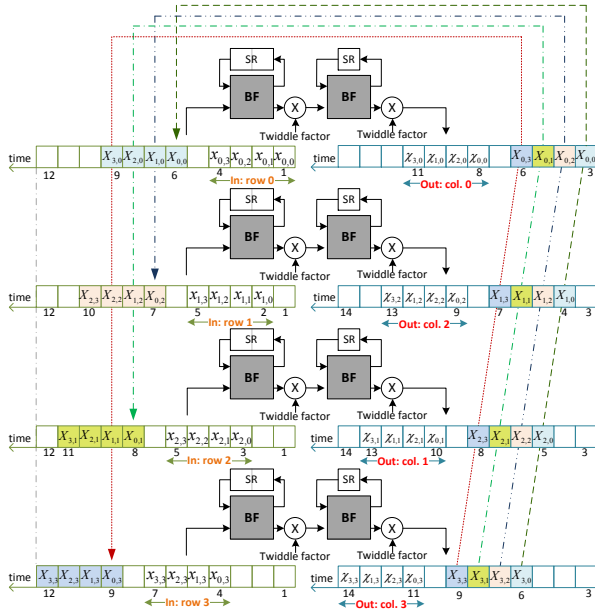 SR SR
BF X BF X
Twiddle factor Twiddle factor
time X3,0 X2,0 X1,0 X0,0 x0,3 x0,2 x0,1 x0,0 time χ3,0 χ1,0 χ2,0 χ0,0 X0,3 X0,1 X0,2 X0,0
12 9 6 4 1 11 8 6 3
In: row 0 Out: col. 0
SR SR
BF X BF X
Twiddle factor Twiddle factor
time X2,3 X2,2 X1,2 X0,2 x1,3 x1,2 x1,1 x1,0 time χ3,2 χ1,2 χ2,2 χ0,2 X1,3 X1,1 X1,2 X1,0
12 10 7 5 2 1 14 13 9 7 4 3
In: row 1 Out: col. 2
SR SR
BF X BF X
Twiddle factor Twiddle factor
time X3,1 X2,1 X1,1 X0,1 x2,3 x2,2 x2,1 x2,0 time χ3,1 χ1,1 χ2,1 χ0,1 X2,3 X2,1 X2,2 X2,0
12 11 8 5 3 1 14 13 10 8 5 3
In: row 2 Out: col. 1
SR SR
BF X BF X
Twiddle factor Twiddle factor
time X3,3 X2,3 X1,3 X0,3 x3,3 x2,3 x1,3 x0,3 time χ3,3 χ1,3 χ2,3 χ0,3 X3,3 X3,1 X3,2 X3,0
12 9 7 4 1 14 11 9 6 3
In: row 3 Out: col. 3